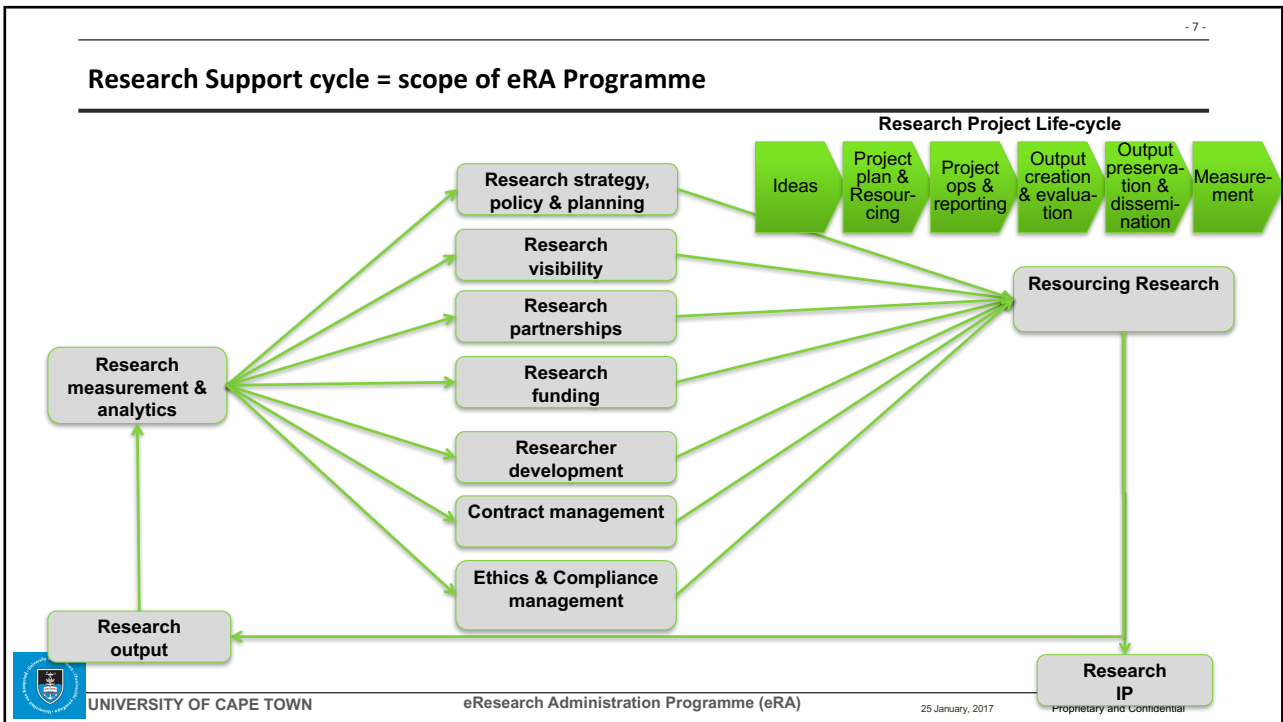 - 7 -
Research Support cycle = scope of eRA Programme
Research Project Life-cycle
Ideas
Project
plan &
Resour-
cing
Project
ops &
reporting
Output
creation
& evalua-
tion
Output
preserva-
tion &
dissemi-
nation
Measure-
ment
Research strategy,
policy & planning
Research
visibility
Research
partnerships
Research
funding
Researcher
development
Contract management
Ethics & Compliance
management
Resourcing Research
Research
measurement &
analytics
Research
output
Research
IP
UNIVERSITY OF CAPE TOWN
eResearch Administration Programme (eRA)
25 January, 2017
Proprietary and Confidential